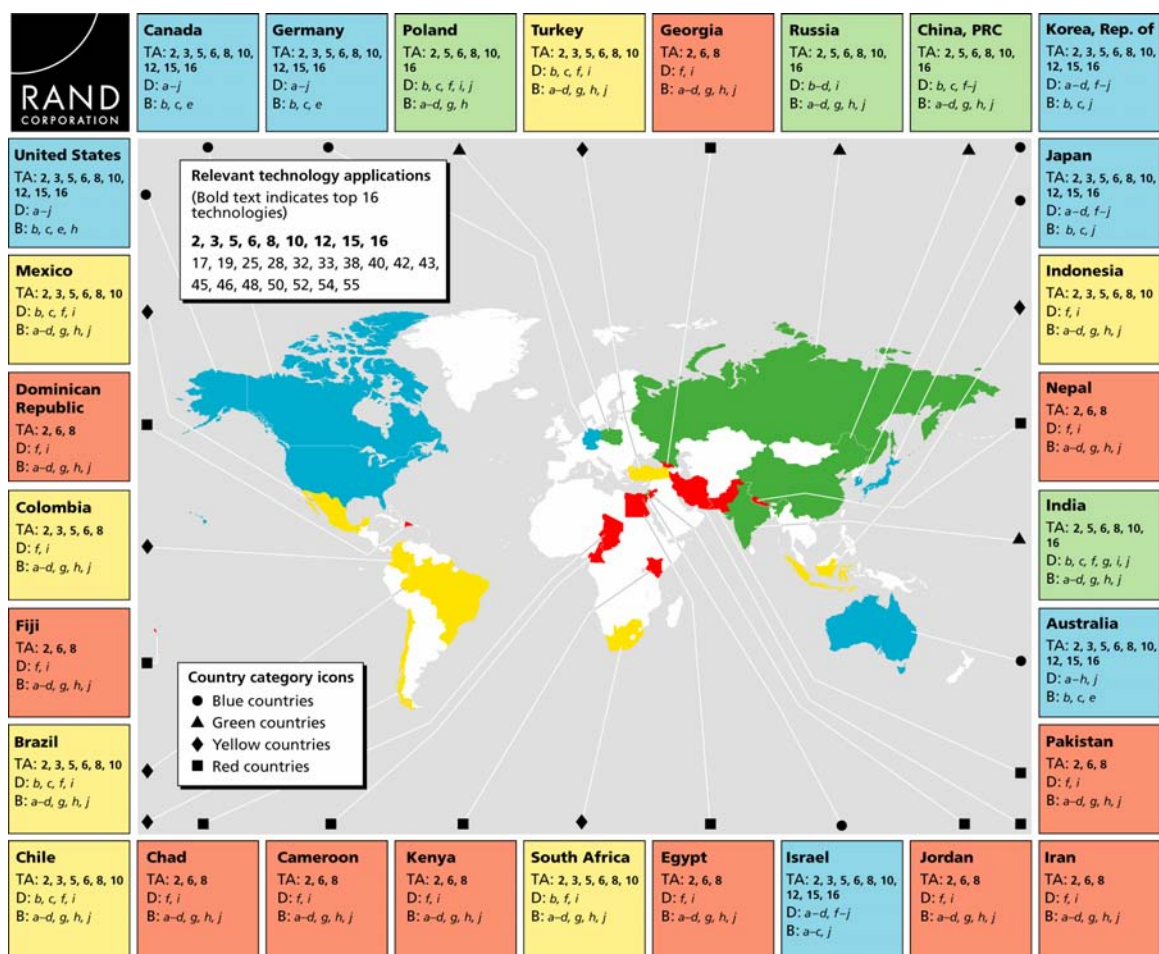 RAND
CORPORATION
Canada
TA: 2, 3, 5, 6, 8, 10,
12, 15, 16
D: a–j
B: b, c, e
Germany
TA: 2, 3, 5, 6, 8, 10,
12, 15, 16
D: a–j
B: b, c, e
Poland
TA: 2, 5, 6, 8, 10,
16
D: b, c, f, i, j
B: a–d, g, h
Turkey
TA: 2, 3, 5, 6, 8, 10
D: b, c, f, i
B: a–d, g, h, j
Georgia
TA: 2, 6, 8
D: f, i
B: a–d, g, h, j
Russia
TA: 2, 5, 6, 8, 10,
16
D: b–d, i
B: a–d, g, h, j
China, PRC
TA: 2, 5, 6, 8, 10,
16
D: b, c, f–j
B: a–d, g, h, j
Korea, Rep. of
TA: 2, 3, 5, 6, 8, 10,
12, 15, 16
D: a–d, f–j
B: b, c, j
United States
TA: 2, 3, 5, 6, 8, 10,
12, 15, 16
D: a–j
B: b, c, e, h
Relevant technology applications
(Bold text indicates top 16
technologies)
2, 3, 5, 6, 8, 10, 12, 15, 16
17, 19, 25, 28, 32, 33, 38, 40, 42, 43,
45, 46, 48, 50, 52, 54, 55
Japan
TA: 2, 3, 5, 6, 8, 10,
12, 15, 16
D: a–d, f–j
B: b, c, j
Mexico
TA: 2, 3, 5, 6, 8, 10
D: b, c, f, i
B: a–d, g, h, j
Indonesia
TA: 2, 3, 5, 6, 8, 10
D: f, i
B: a–d, g, h, j
Dominican
Republic
TA: 2, 6, 8
D: f, i
B: a–d, g, h, j
Nepal
TA: 2, 6, 8
D: f, i
B: a–d, g, h, j
Colombia
TA: 2, 3, 5, 6, 8
D: f, i
B: a–d, g, h, j
India
TA: 2, 5, 6, 8, 10,
16
D: b, c, f, g, i, j
B: a–d, g, h, j
Fiji
TA: 2, 6, 8
D: f, i
B: a–d, g, h, j
Country category icons
Blue countries
Green countries
Yellow countries
Red countries
Australia
TA: 2, 3, 5, 6, 8, 10,
12, 15, 16
D: a–h, j
B: b, c, e
Brazil
TA: 2, 3, 5, 6, 8, 10
D: b, c, f, i
B: a–d, g, h, j
Pakistan
TA: 2, 6, 8
D: f, i
B: a–d, g, h, j
Chile
TA: 2, 3, 5, 6, 8, 10
D: b, c, f, i
B: a–d, g, h, j
Chad
TA: 2, 6, 8
D: f, i
B: a–d, g, h, j
Cameroon
TA: 2, 6, 8
D: f, i
B: a–d, g, h, j
Kenya
TA: 2, 6, 8
D: f, i
B: a–d, g, h, j
South Africa
TA: 2, 3, 5, 6, 8, 10
D: b, f, i
B: a–d, g, h, j
Egypt
TA: 2, 6, 8
D: f, i
B: a–d, g, h, j
Israel
TA: 2, 3, 5, 6, 8, 10,
12, 15, 16
D: a–d, f–j
B: a–c, j
Jordan
TA: 2, 6, 8
D: f, i
B: a–d, g, h, j
Iran
TA: 2, 6, 8
D: f, i
B: a–d, g, h, j